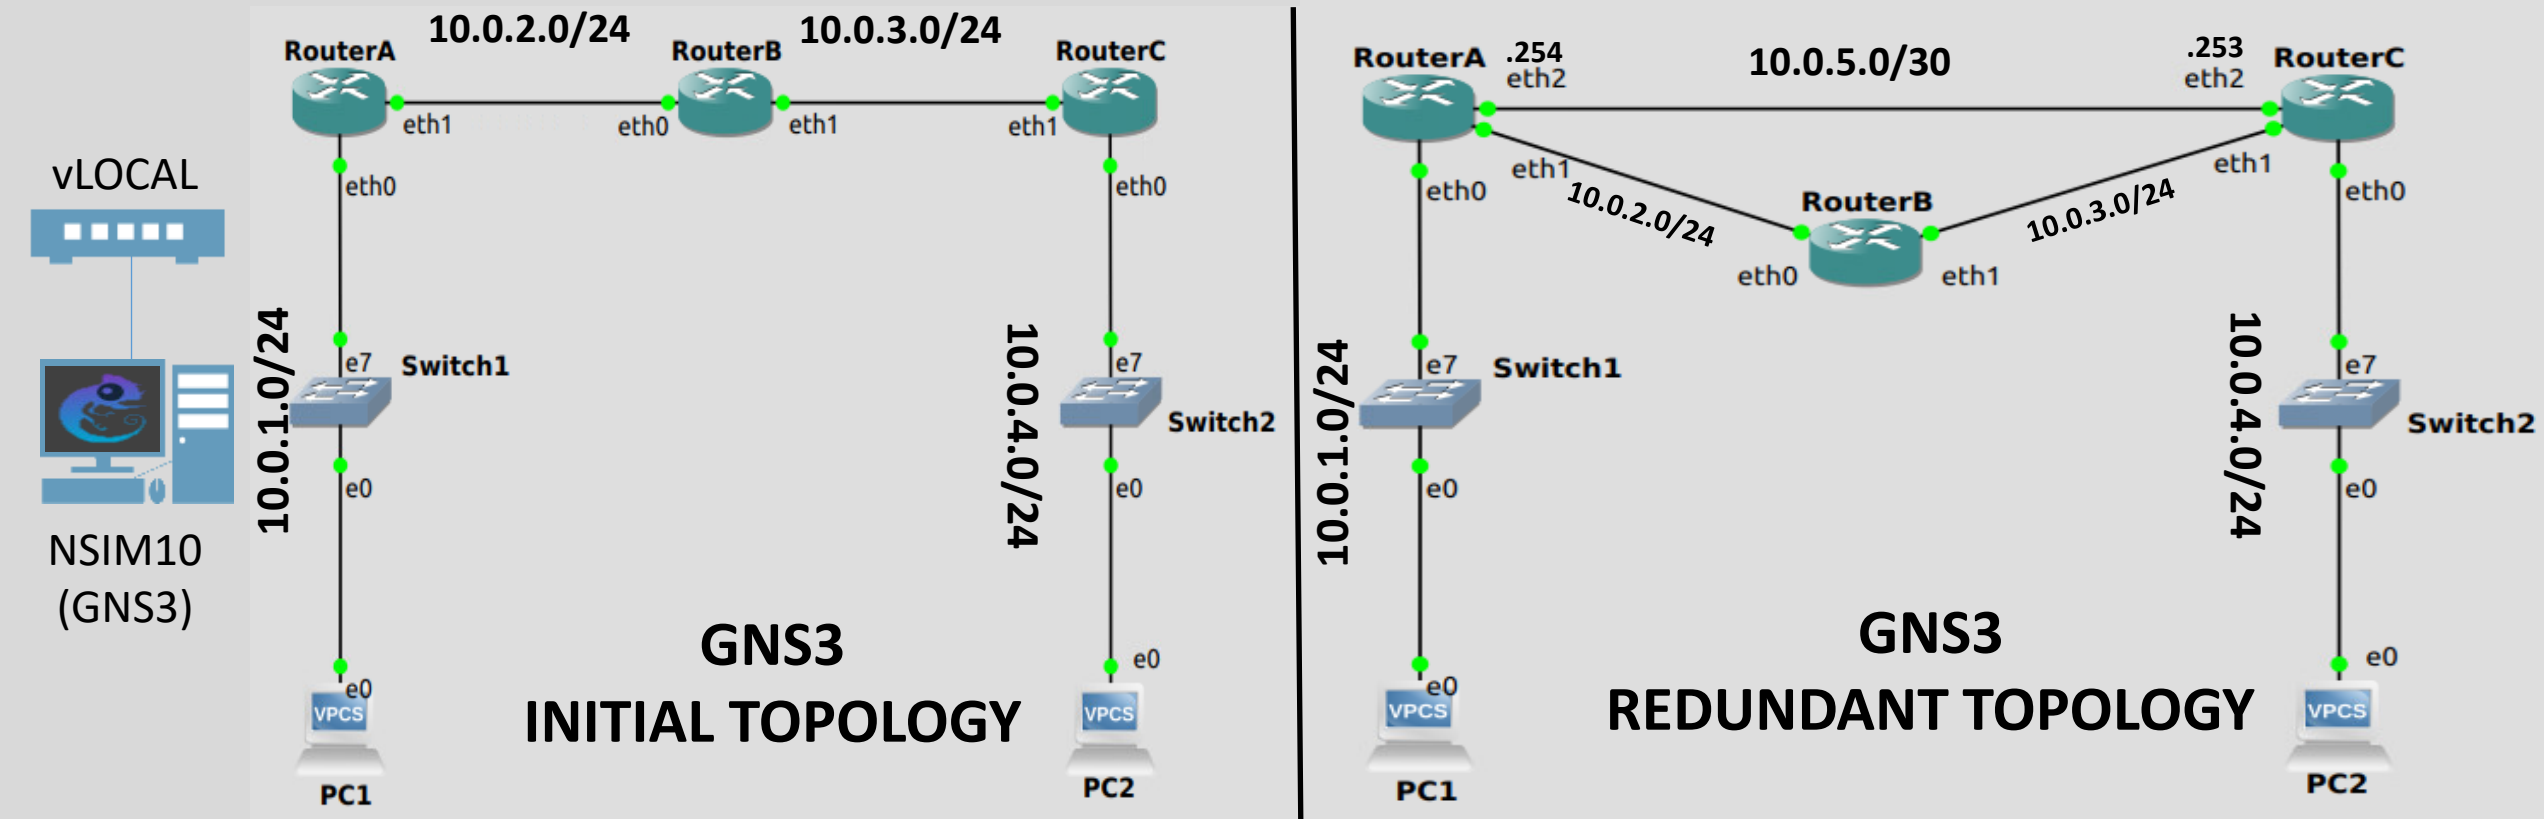 vLOCAL
NSIM10
(GNS3)
10.0.2.0/24
10.0.3.0/24
RouterA
RouterB
RouterC
eth1
eth0
eth1
eth1
eth0
eth0
10.0.1.0/24
10.0.4.0/24
e7
Switch1
e7
Switch2
e0
e0
GNS3
INITIAL TOPOLOGY
e0
e0
VPCS
VPCS
PC1
PC2
RouterA
.254
eth2
10.0.5.0/30
.253
eth2
RouterC
eth1
eth1
eth0
eth0
10.0.2.0/24
RouterB
10.0.3.0/24
eth0
eth1
10.0.1.0/24
10.0.4.0/24
e7
Switch1
e7
Switch2
e0
e0
GNS3
REDUNDANT TOPOLOGY
e0
e0
VPCS
VPCS
PC1
PC2